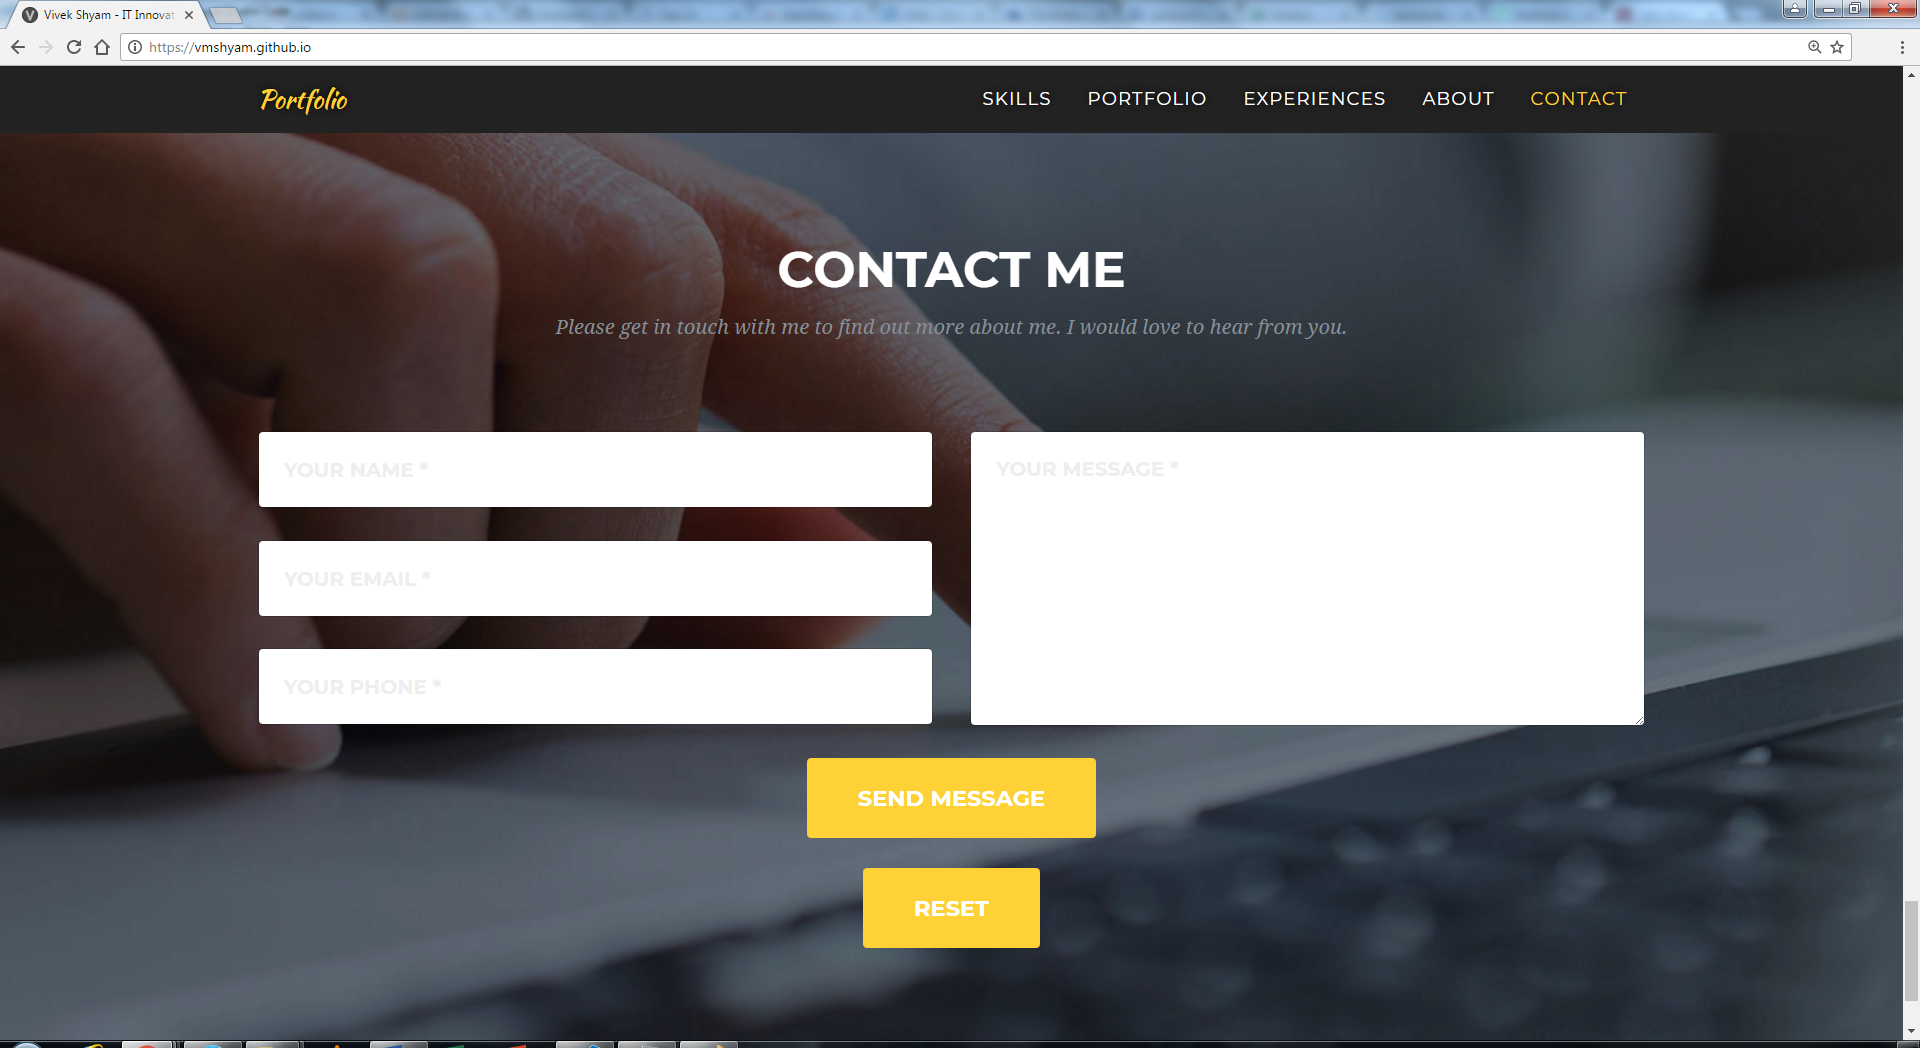 Vivek Shyam - IT Innovat
https://vmshyam.github.io
Portfolio
SKILLS PORTFOLIO EXPERIENCES ABOUT CONTACT
CONTACT ME
Please get in touch with me to find out more about me. I would love to hear from you.
YOUR NAME *
YOUR MESSAGE *
YOUR EMAIL *
YOUR PHONE *
SEND MESSAGE
RESET